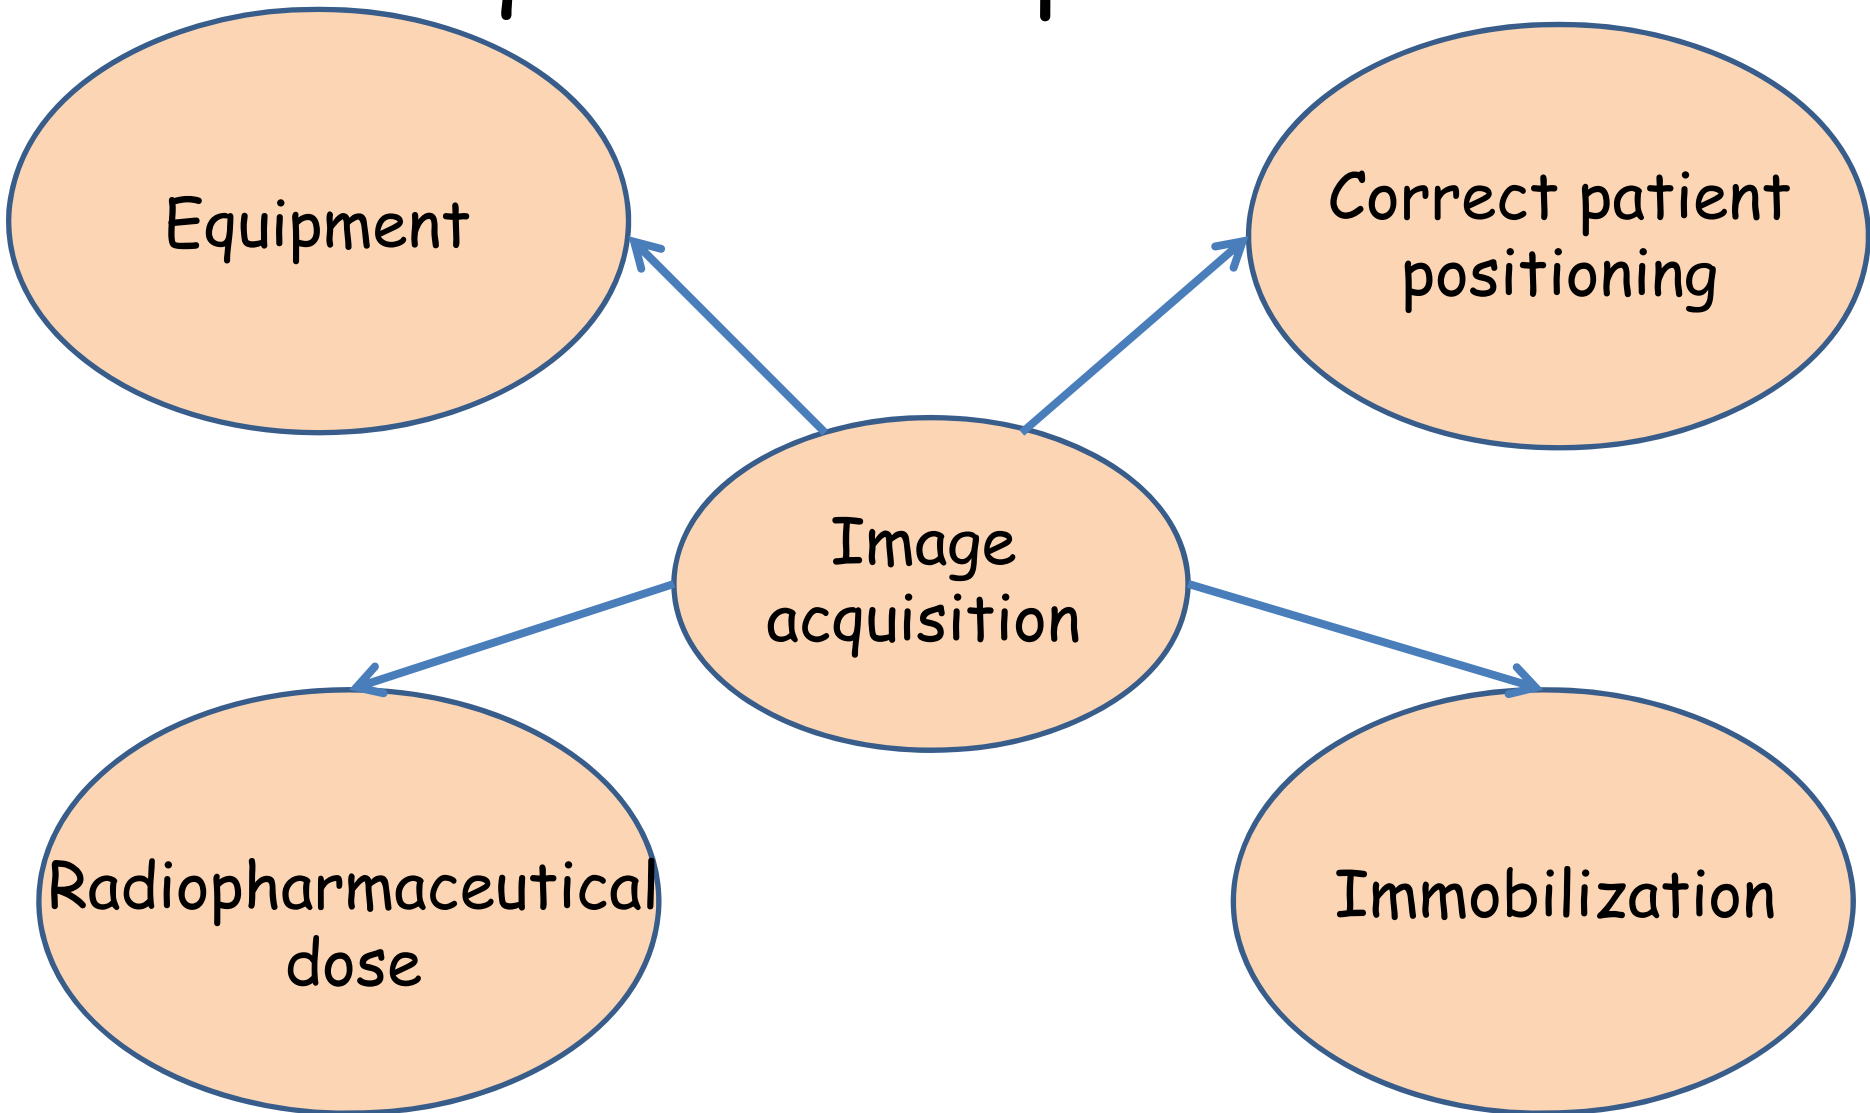 Equipment
Correct patient
positioning
Image
acquisition
Radiopharmaceutical
dose
Immobilization